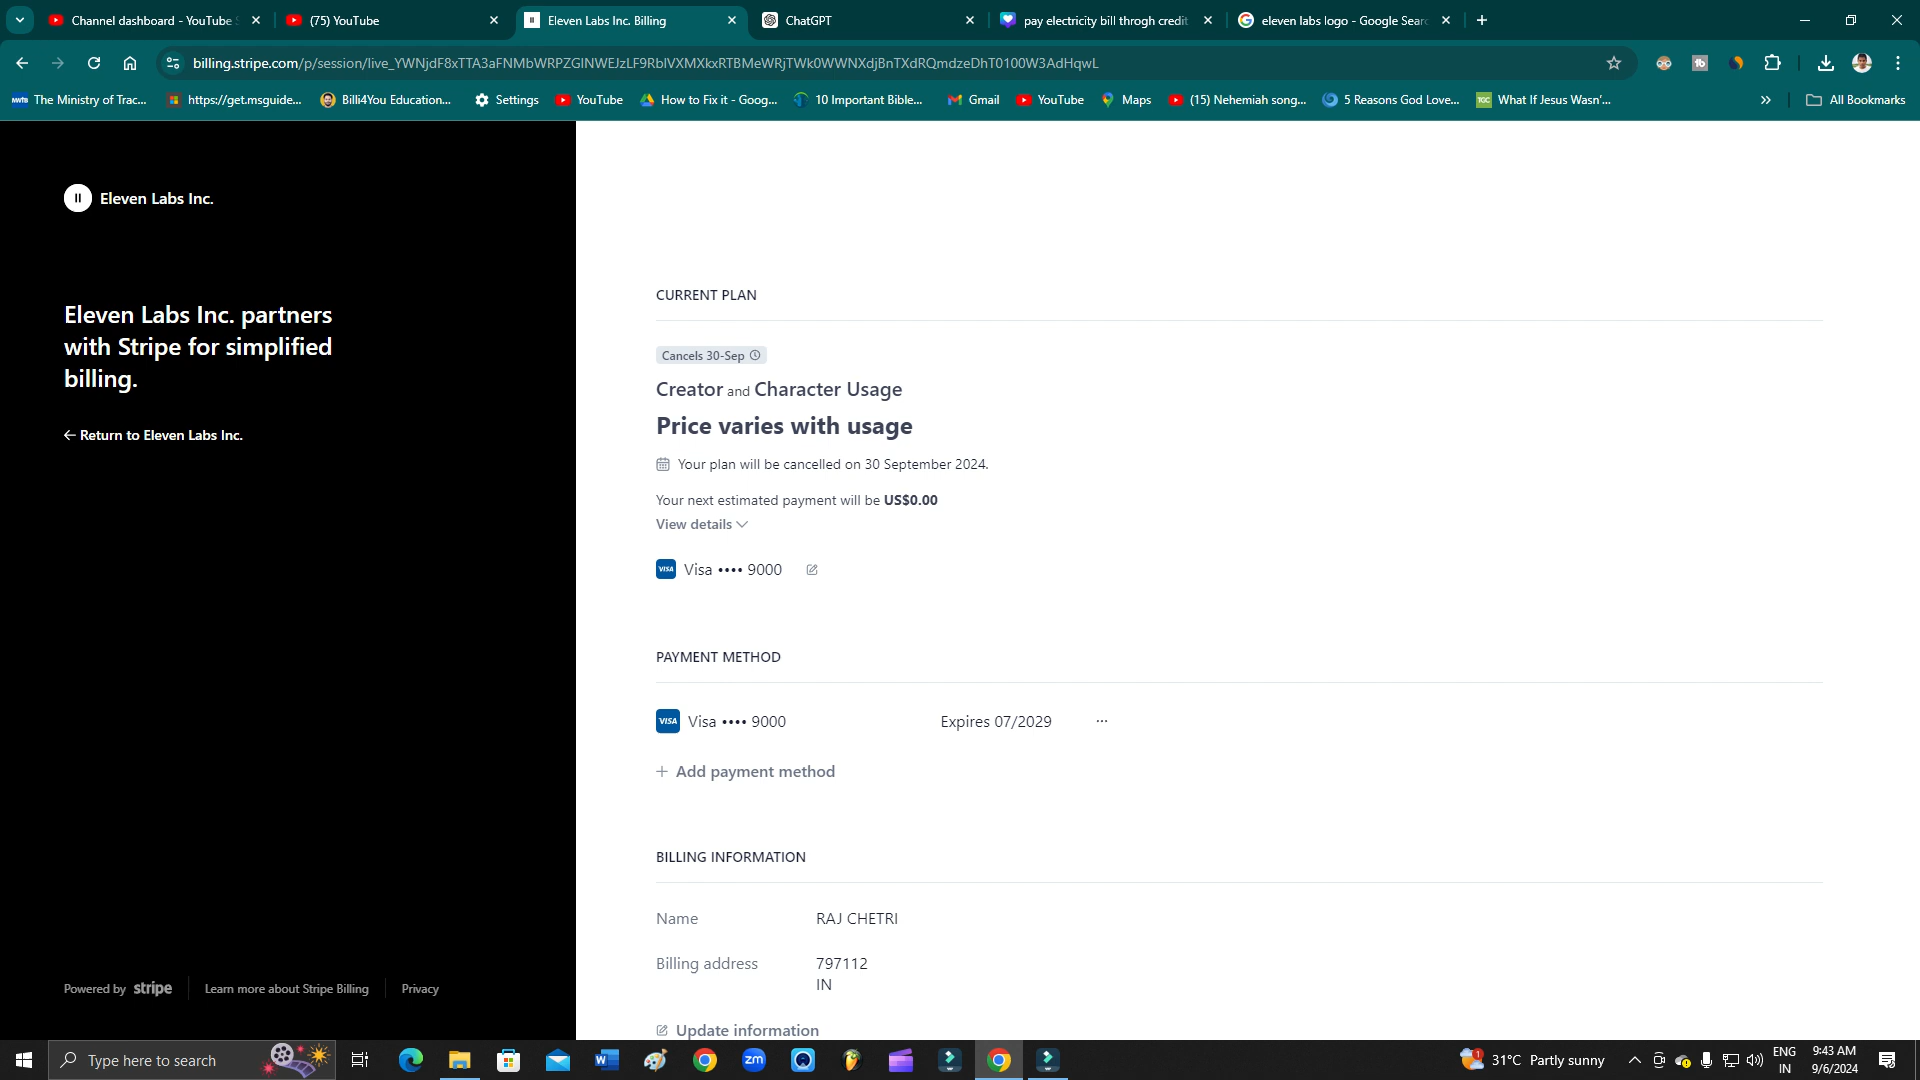 Channel dashboard - YouTube S
(75) YouTube
Eleven Labs Inc. Billing
ChatGPT
pay electricity bill throgh credit
eleven labs logo - Google Sear
billing.stripe.com/p/session/live_YWNjdF8xTTA3aFNMbWRPZGlNWEJzLF9RblVXMXkxRTBMeWRjTWk0WWNXdjBnTXdRQmdzeDhT0100W3AdHqwL
The Ministry of Trac...
https://get.msguide...
Billi4You Education...
Settings
YouTube
How to Fix it - Goog...
10 Important Bible...
Gmail
YouTube
Maps
(15) Nehemiah song...
5 Reasons God Love...
What If Jesus Wasn'...
All Bookmarks
Eleven Labs Inc.
Eleven Labs Inc. partners
with Stripe for simplified
billing.
Return to Eleven Labs Inc.
Powered by stripe
Learn more about Stripe Billing
Privacy
CURRENT PLAN
Cancels 30-Sep
Creator and Character Usage
Price varies with usage
Your plan will be cancelled on 30 September 2024.
Your next estimated payment will be US$0.00
View details
VISA Visa •••• 9000
PAYMENT METHOD
VISA Visa •••• 9000 Expires 07/2029 ...
+ Add payment method
BILLING INFORMATION
Name RAJ CHETRI
Billing address 797112
IN
Update information
Type here to search
31°C Partly sunny
ENG
IN
9:43 AM
9/6/2024